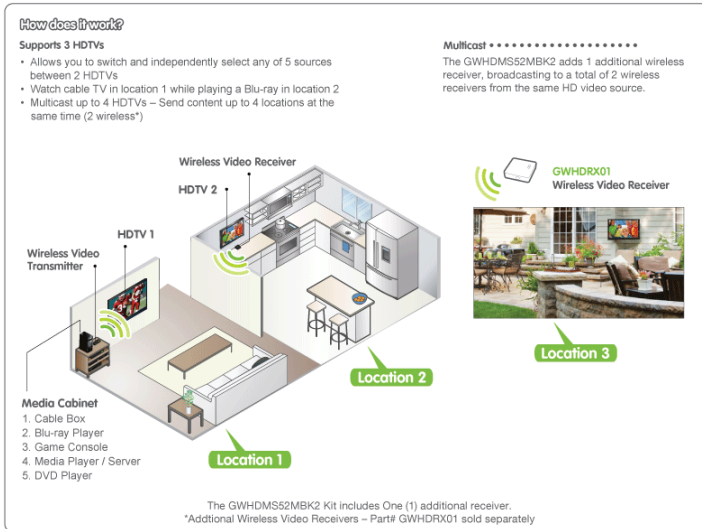 How does it work?
Supports 3 HDTVs
• Allows you to switch and independently select any of 5 sources
between 2 HDTVs
• Watch cable TV in location 1 while playing a Blu-ray in location 2
• Multicast up to 4 HDTVs – Send content up to 4 locations at the
same time (2 wireless*)
Multicast
The GWHDMS52MBK2 adds 1 additional wireless
receiver, broadcasting to a total of 2 wireless
receivers from the same HD video source.
Wireless Video Receiver
HDTV 2
HDTV 1
Wireless Video
Transmitter
GWHDRX01
Wireless Video Receiver
Location 3
Location 2
Location 1
Media Cabinet
1. Cable Box
2. Blu-ray Player
3. Game Console
4. Media Player / Server
5. DVD Player
The GWHDMS52MBK2 Kit includes One (1) additional receiver.
*Addtional Wireless Video Receivers – Part# GWHDRX01 sold separately